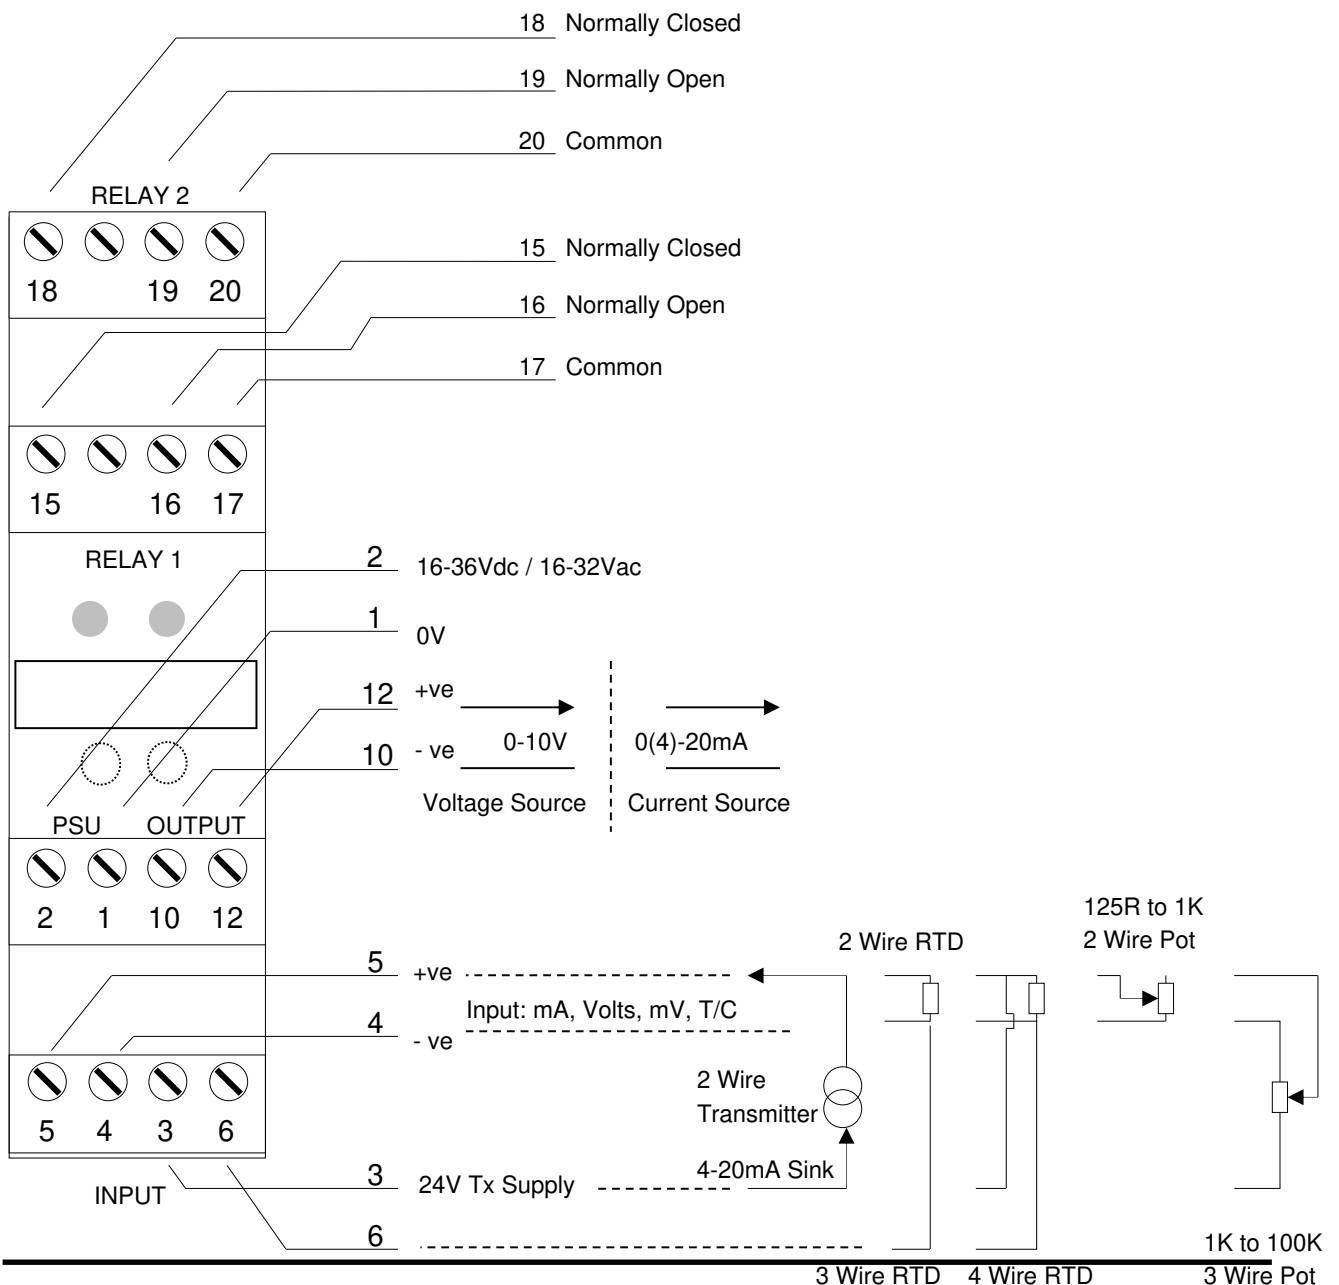 18 Normally Closed
19 Normally Open
20 Common
RELAY 2
18 19 20
15 Normally Closed
16 Normally Open
17 Common
15 16 17
RELAY 1
2 16-36Vdc / 16-32Vac
1 0V
12 +ve
10 - ve
0-10V 0(4)-20mA
Voltage Source Current Source
PSU OUTPUT
2 1 10 12
5 +ve
Input: mA, Volts, mV, T/C
4 - ve
2 Wire RTD
125R to 1K
2 Wire Pot
2 Wire
Transmitter
5 4 3 6
INPUT
3 24V Tx Supply
4-20mA Sink
6
1K to 100K
3 Wire RTD 4 Wire RTD 3 Wire Pot